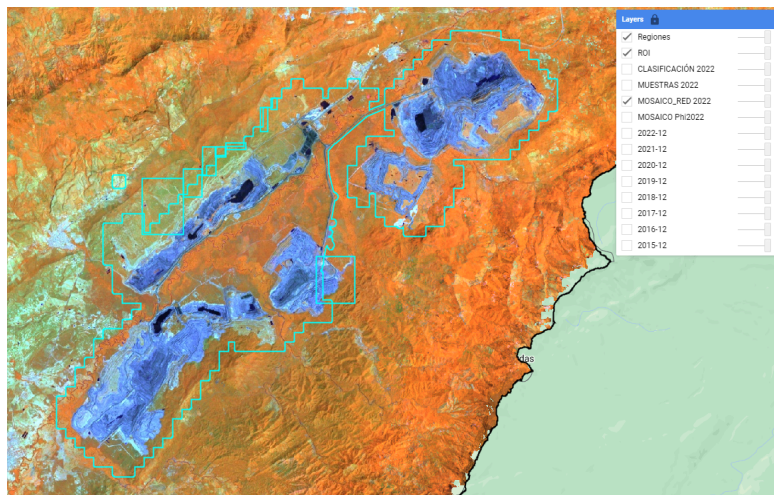 Layers
Regiones
ROI
CLASIFICACIÓN 2022
MUESTRAS 2022
MOSAICO_RED 2022
MOSAICO Phi2022
2022-12
2021-12
2020-12
2019-12
2018-12
2017-12
2016-12
2015-12
das